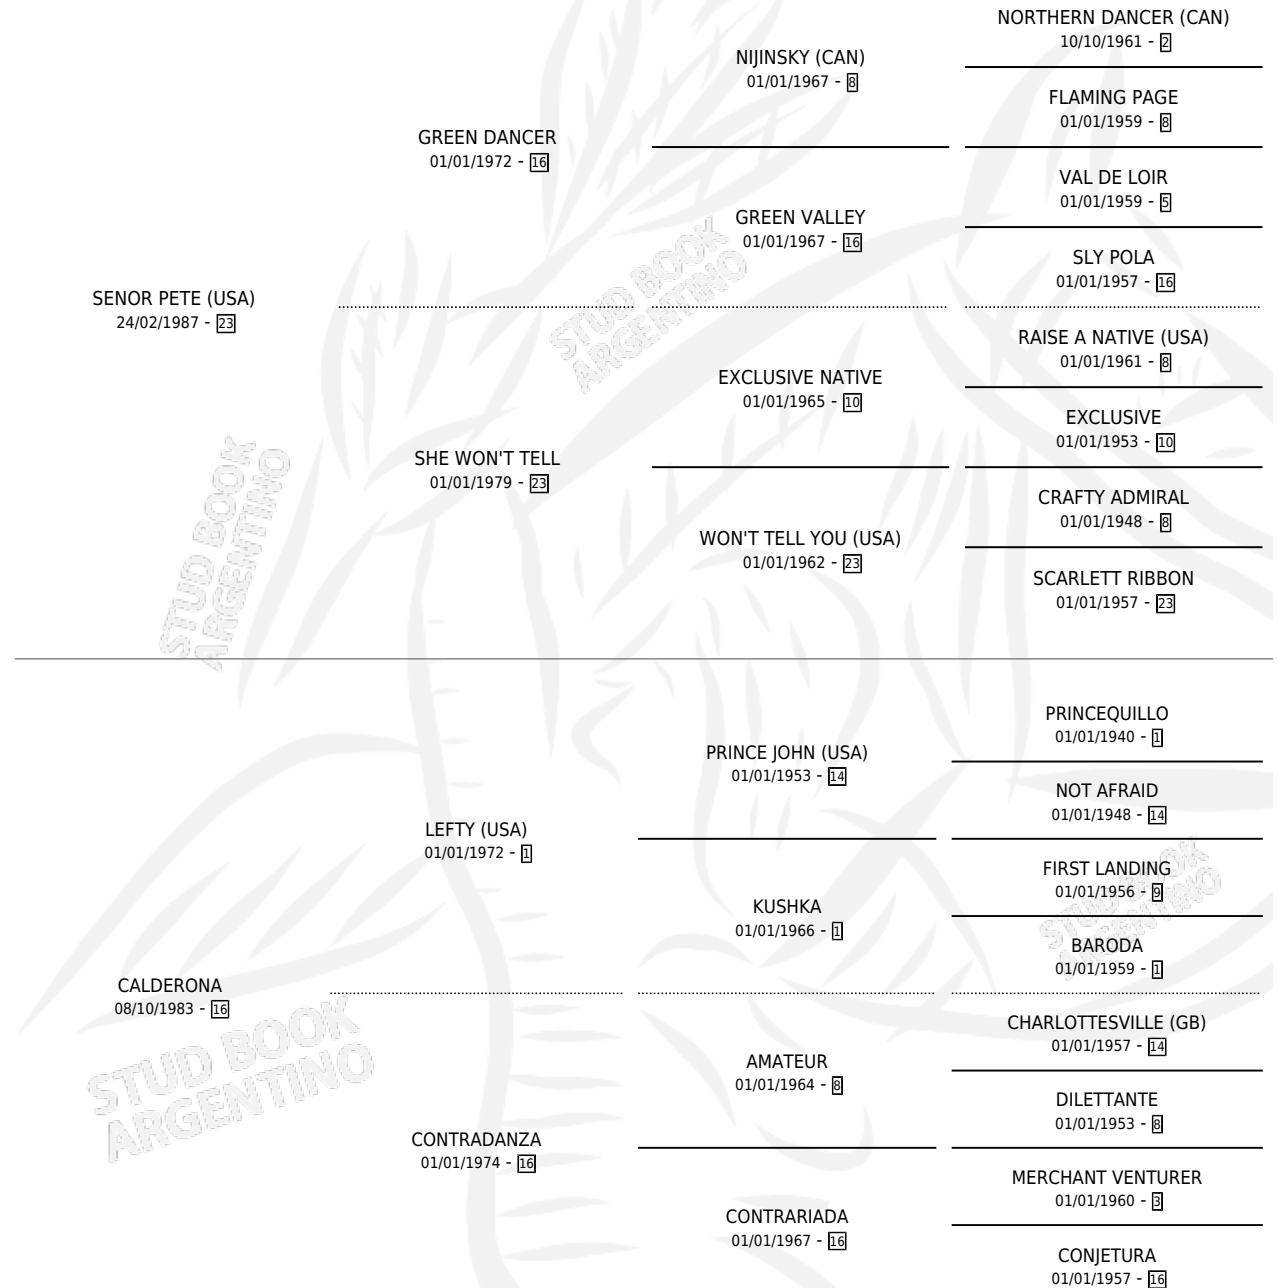 NORTHERN DANCER (CAN)
10/10/1961 - 2
NIJINSKY (CAN)
01/01/1967 - 8
FLAMING PAGE
01/01/1959 - 8
GREEN DANCER
01/01/1972 - 16
VAL DE LOIR
01/01/1959 - 5
GREEN VALLEY
01/01/1967 - 16
SLY POLA
01/01/1957 - 16
SENOR PETE (USA)
24/02/1987 - 23
STUD BOOK
ARGENTINO
RAISE A NATIVE (USA)
01/01/1961 - 8
EXCLUSIVE NATIVE
01/01/1965 - 10
EXCLUSIVE
01/01/1953 - 10
SHE WON'T TELL
01/01/1979 - 23
CRAFTY ADMIRAL
01/01/1948 - 8
WON'T TELL YOU (USA)
01/01/1962 - 23
SCARLETT RIBBON
01/01/1957 - 23
STUD BOOK
ARGENTINO
PRINCEQUILLO
01/01/1940 - 1
PRINCE JOHN (USA)
01/01/1953 - 14
NOT AFRAID
01/01/1948 - 14
LEFTY (USA)
01/01/1972 - 1
FIRST LANDING
01/01/1956 - 9
KUSHKA
01/01/1966 - 1
BARODA
01/01/1959 - 1
STUD BOOK
ARGENTINO
CALDERONA
08/10/1983 - 16
CHARLOTTESVILLE (GB)
01/01/1957 - 14
AMATEUR
01/01/1964 - 8
DILETTANTE
01/01/1953 - 8
STUD BOOK
ARGENTINO
CONTRADANZA
01/01/1974 - 16
MERCHANT VENTURER
01/01/1960 - 3
CONTRARIADA
01/01/1967 - 16
CONJETURA
01/01/1957 - 16